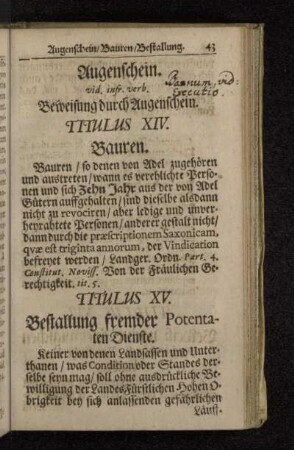 Augenschein/Bauten/Bestallung. 43
Augenschein.
vid. infr. verb.
Bannum vid.
Executio.
Beweisung durch Augenschein.
TITULUS XIV.
Bauren.
Bauren / so denen von Adel zugehören
und austreten / wann es verehlichte Perso-
nen und sich Zehn Jahr aus der von Adel
Gütern auffgehalten / sind dieselbe alsdann
nicht zu revociren / aber ledige und unver-
heyrahtete Personen / anderer gestalt nicht /
dann durch die præscriptionem Saxonicam,
qvæ est triginta annorum, der Vindication
befreyet werden / Landger. Ordn. Part. 4.
Constitut. Noviss. Von der Fräulichen Ge-
rechtigkeit. tit. 5.
TITULUS XV.
Bestallung fremder Potenta-
ten Dienste.
Keiner von denen Landsassen und Unter-
thanen / was Condition oder Standes der-
selbe seyn mag / soll ohne ausdrückliche Be-
willigung der Landes Fürstlichen Hohen O-
brigkeit bey sich anlassenden gefährlichen
Läuff-